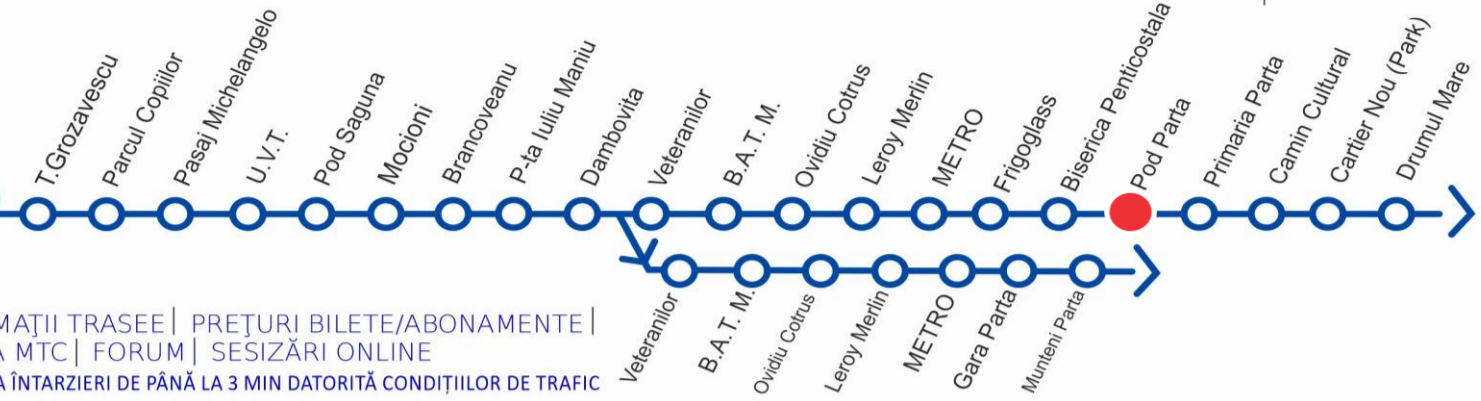 T.Grozavescu
Parcul Copiilor
Pasaj Michelangelo
U.V.T.
Pod Saguna
Mocioni
Brancoveanu
P-ta Iuliu Maniu
Dambovita
Veteranilor
B.A.T.M.
Ovidiu Cotrus
Leroy Merlin
METRO
Frigoglass
Biserica Penticostala
Pod Parta
Primaria Parta
Camin Cultural
Cartier Nou (Park)
Drumul Mare
Veteranilor
B.A.T. M.
Ovidiu Cotrus
Leroy Merlin
METRO
Gara Parta
Munteni Parta
MAŢII TRASEE| PREŢURI BILETE/ABONAMENTE|
A MTC| FORUM| SESIZĂRI ONLINE
A ÎNTARZIERI DE PÂNĂ LA 3 MIN DATORITĂ CONDIȚIILOR DE TRAFIC